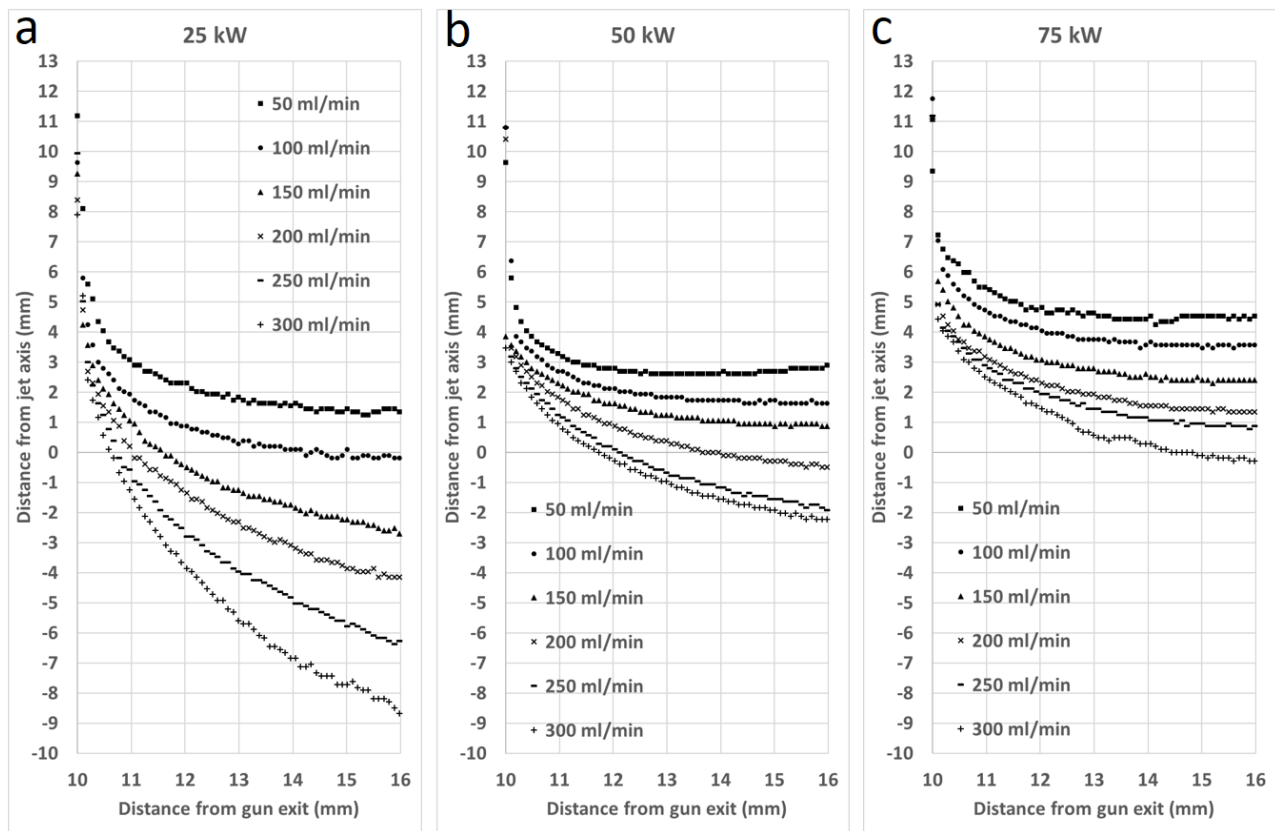 a
25 kW
13
12
11
10
9
8
7
6
5
4
3
2
1
0
-1
-2
-3
-4
-5
-6
-7
-8
-9
-10
Distance from jet axis (mm)
50 ml/min
100 ml/min
150 ml/min
200 ml/min
250 ml/min
300 ml/min
10 11 12 13 14 15 16
Distance from gun exit (mm)
b
50 kW
13
12
11
10
9
8
7
6
5
4
3
2
1
0
-1
-2
-3
-4
-5
-6
-7
-8
-9
-10
Distance from jet axis (mm)
50 ml/min
100 ml/min
150 ml/min
200 ml/min
250 ml/min
300 ml/min
10 11 12 13 14 15 16
Distance from gun exit (mm)
c
75 kW
13
12
11
10
9
8
7
6
5
4
3
2
1
0
-1
-2
-3
-4
-5
-6
-7
-8
-9
-10
Distance from jet axis (mm)
50 ml/min
100 ml/min
150 ml/min
200 ml/min
250 ml/min
300 ml/min
10 11 12 13 14 15 16
Distance from gun exit (mm)